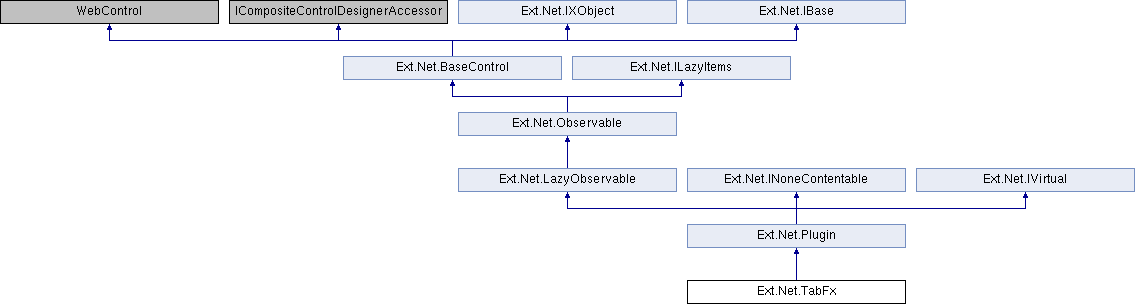 WebControl
ICompositeControlDesignerAccessor
Ext.Net.IXObject
Ext.Net.IBase
Ext.Net.BaseControl
Ext.Net.ILazyItems
Ext.Net.Observable
Ext.Net.LazyObservable
Ext.Net.INoneContentable
Ext.Net.IVirtual
Ext.Net.Plugin
Ext.Net.TabFx